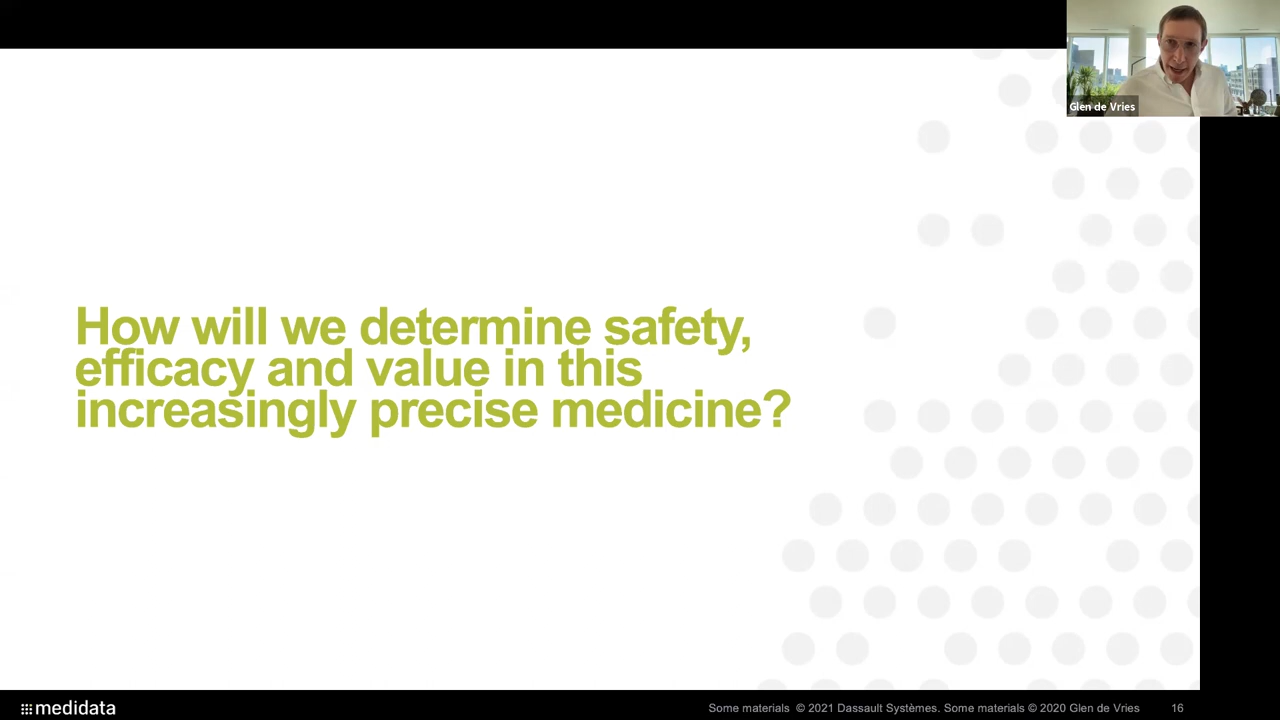 Glen de Vries
How will we determine safety,
efficacy and value in this
increasingly precise medicine?
medidata
Some materials © 2021 Dassault Systèmes. Some materials © 2020 Glen de Vries 16